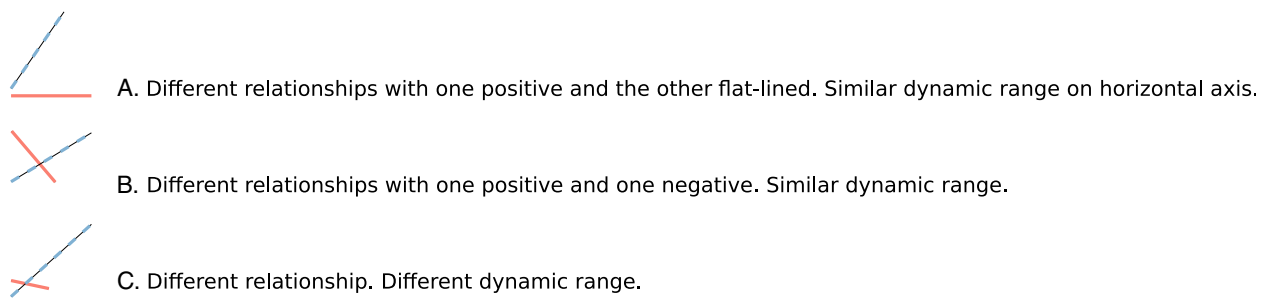 A. Different relationships with one positive and the other flat-lined. Similar dynamic range on horizontal axis.
B. Different relationships with one positive and one negative. Similar dynamic range.
C. Different relationship. Different dynamic range.